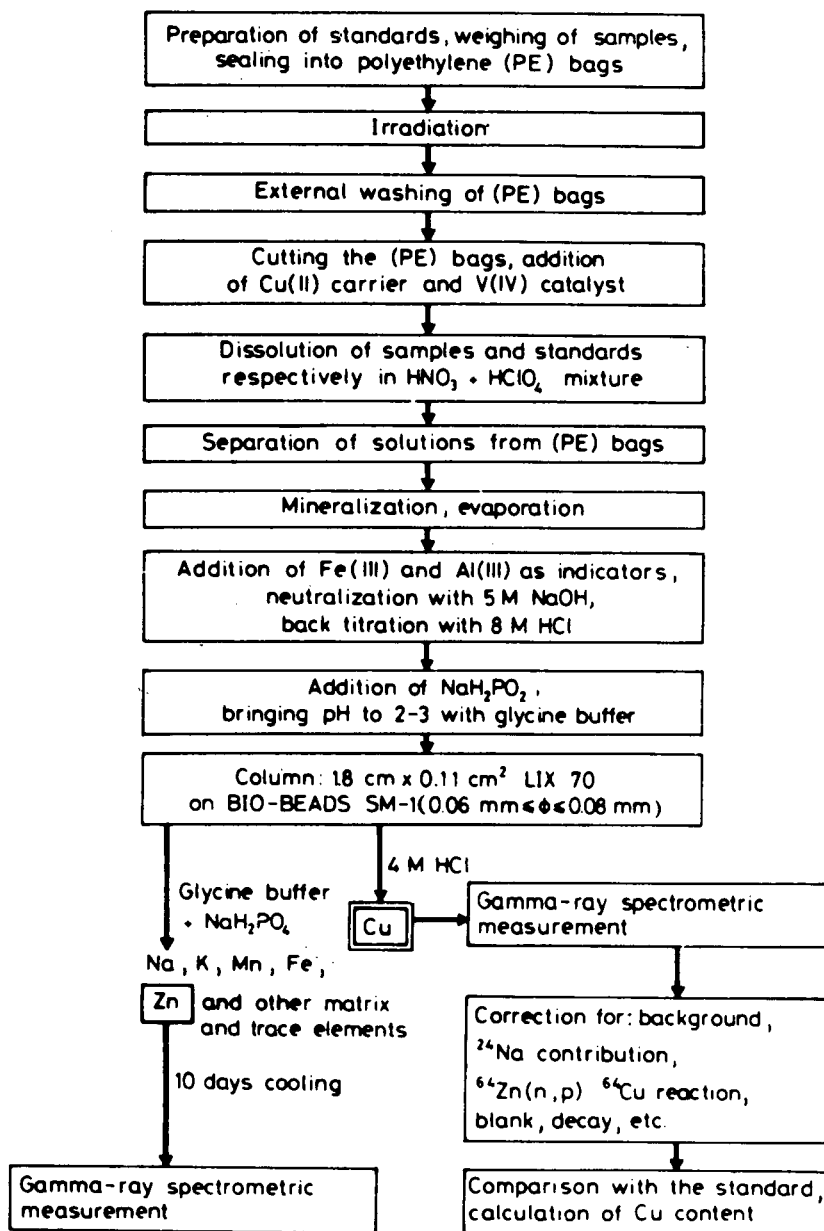 Preparation of standards, weighing of samples,
sealing into polyethylene (PE) bags
Irradiation
External washing of (PE) bags
Cutting the (PE) bags, addition
of Cu(II) carrier and V(IV) catalyst
Dissolution of samples and standards
respectively in HNO₃ + HClO₄ mixture
Separation of solutions from (PE) bags
Mineralization, evaporation
Addition of Fe(III) and Al(III) as indicators,
neutralization with 5 M NaOH,
back titration with 8 M HCl
Addition of NaH₂PO₂,
bringing pH to 2-3 with glycine buffer
Column: 1.8 cm x 0.11 cm² LIX 70
on BIO-BEADS SM-1(0.06 mm≤ϕ≤0.08 mm)
4 M HCl
Glycine buffer
+ NaH₂PO₄
Cu
Gamma-ray spectrometric
measurement
Na, K, Mn, Fe,
Zn and other matrix
and trace elements
10 days cooling
Correction for: background,
²⁴Na contribution,
⁶⁴Zn(n,p) ⁶⁴Cu reaction,
blank, decay, etc.
Gamma-ray spectrometric
measurement
Comparison with the standard,
calculation of Cu content